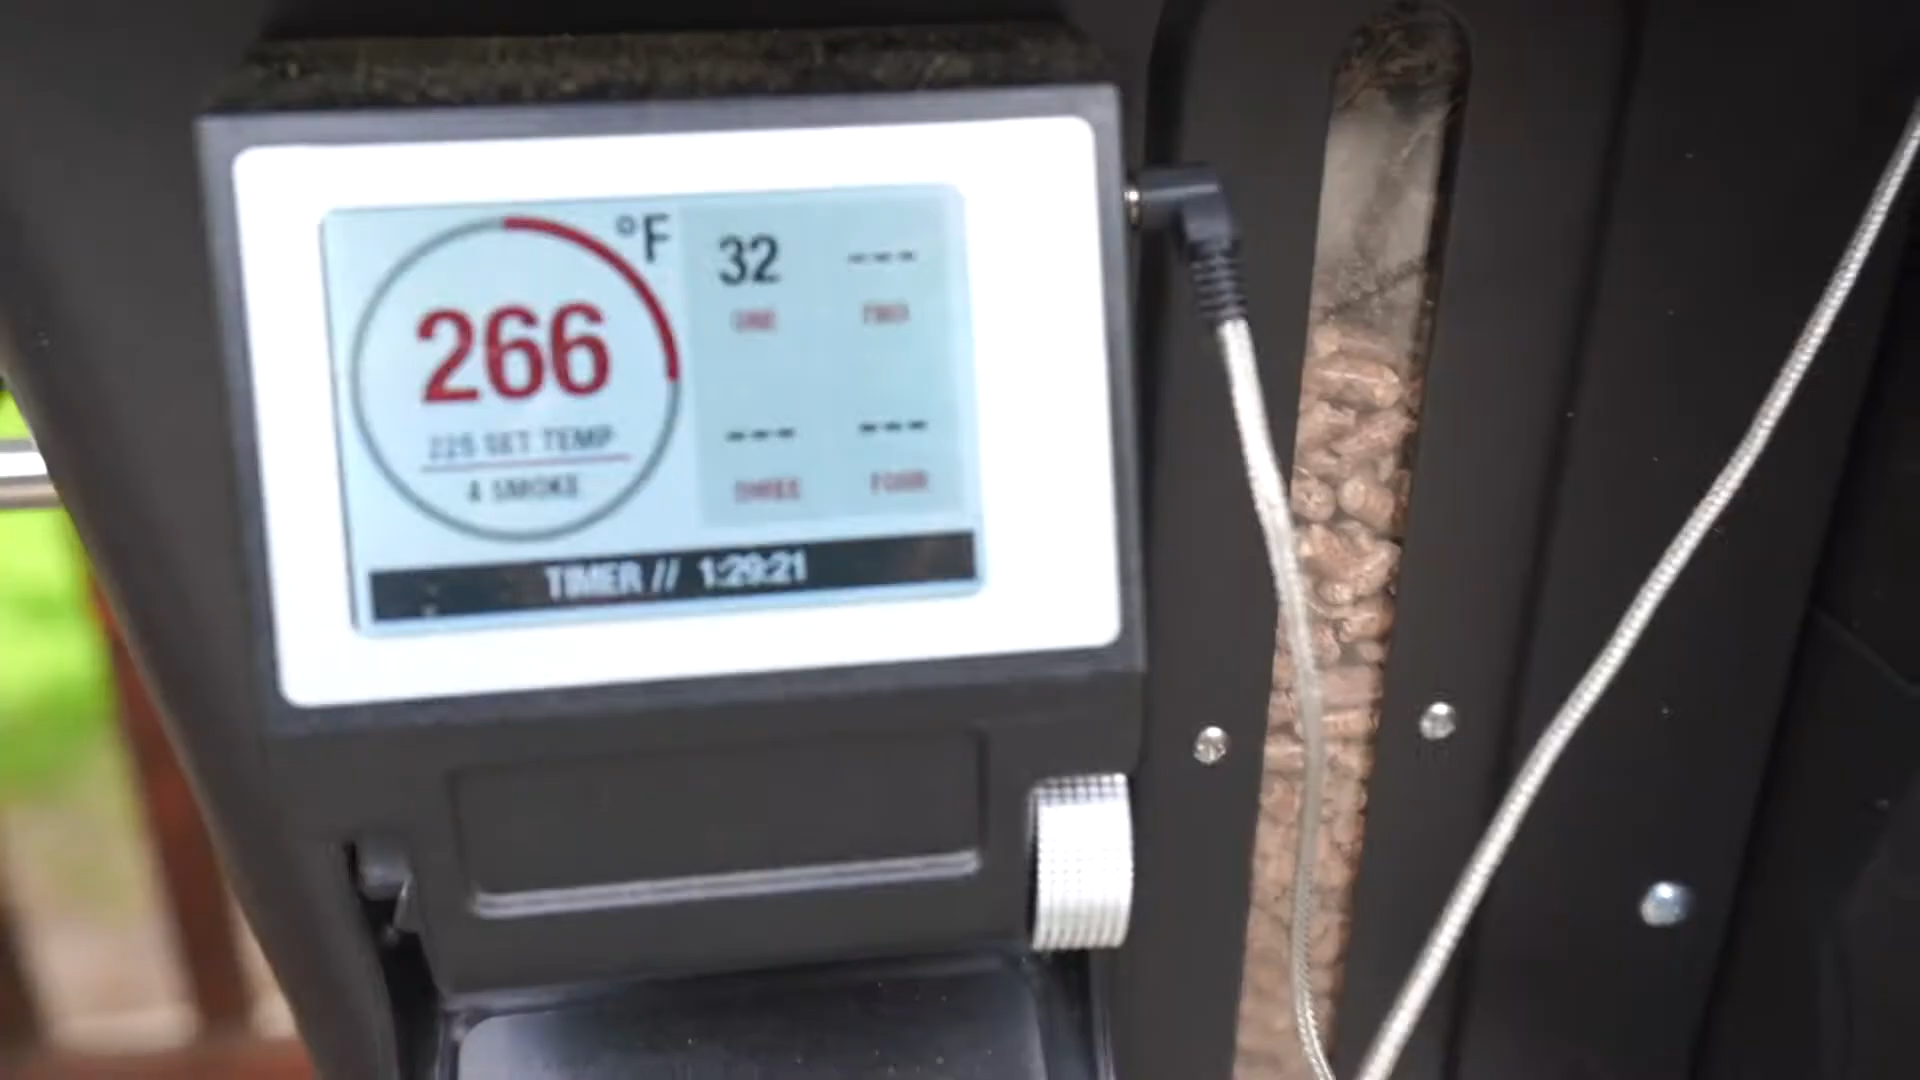 °F
266
225 SET TEMP
4 SMOKE
32 ---
ONE TWO
--- ---
THREE FOUR
TIMER // 1:29:21